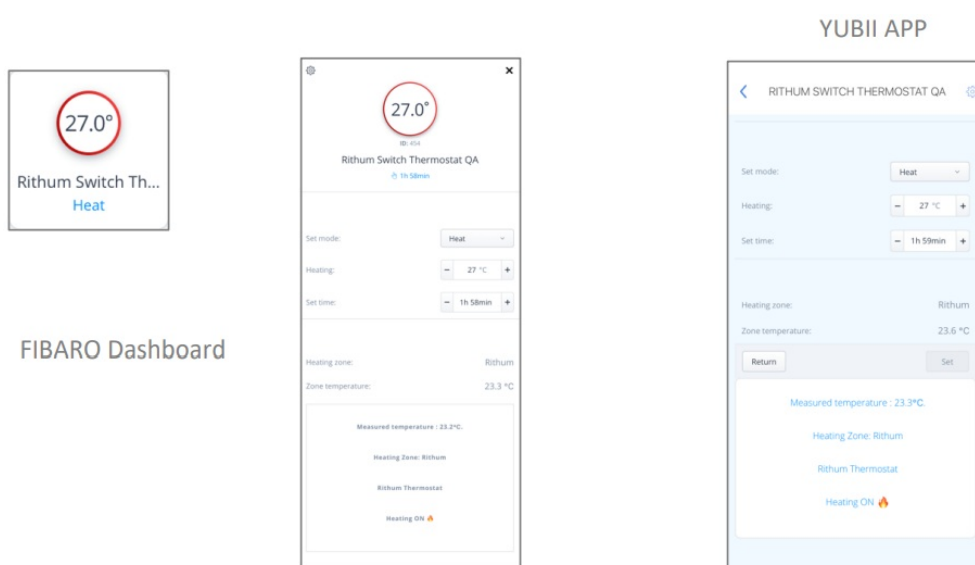 YUBII APP
27.0°
Rithum Switch Th...
Heat
FIBARO Dashboard
27.0°
ID: 454
Rithum Switch Thermostat QA
1h 58min
Set mode: Heat
Heating: - 27 °C +
Set time: - 1h 58min +
Heating zone: Rithum
Zone temperature: 23.3 °C
Measured temperature : 23.2°C.
Heating Zone: Rithum
Rithum Thermostat
Heating ON 🔥
RITHUM SWITCH THERMOSTAT QA
Set mode: Heat
Heating: - 27 °C +
Set time: - 1h 59min +
Heating zone: Rithum
Zone temperature: 23.6 °C
Return Set
Measured temperature : 23.3°C.
Heating Zone: Rithum
Rithum Thermostat
Heating ON 🔥